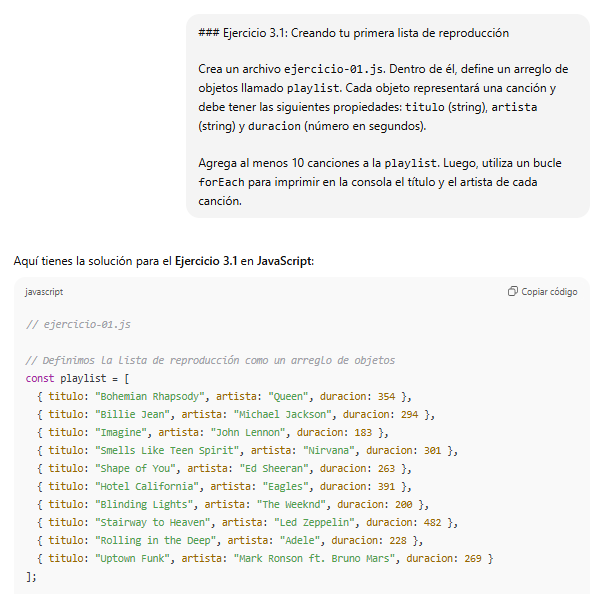 ### Ejercicio 3.1: Creando tu primera lista de reproducción
Crea un archivo ejercicio-01.js. Dentro de él, define un arreglo de
objetos llamado playlist. Cada objeto representará una canción y
debe tener las siguientes propiedades: titulo (string), artista
(string) y duracion (número en segundos).
Agrega al menos 10 canciones a la playlist. Luego, utiliza un bucle
forEach para imprimir en la consola el título y el artista de cada
canción.
Aquí tienes la solución para el Ejercicio 3.1 en JavaScript:
javascript
Copiar código
// ejercicio-01.js
// Definimos la lista de reproducción como un arreglo de objetos
const playlist = [
{ titulo: "Bohemian Rhapsody", artista: "Queen", duracion: 354 },
{ titulo: "Billie Jean", artista: "Michael Jackson", duracion: 294 },
{ titulo: "Imagine", artista: "John Lennon", duracion: 183 },
{ titulo: "Smells Like Teen Spirit", artista: "Nirvana", duracion: 301 },
{ titulo: "Shape of You", artista: "Ed Sheeran", duracion: 263 },
{ titulo: "Hotel California", artista: "Eagles", duracion: 391 },
{ titulo: "Blinding Lights", artista: "The Weeknd", duracion: 200 },
{ titulo: "Stairway to Heaven", artista: "Led Zeppelin", duracion: 482 },
{ titulo: "Rolling in the Deep", artista: "Adele", duracion: 228 },
{ titulo: "Uptown Funk", artista: "Mark Ronson ft. Bruno Mars", duracion: 269 }
];